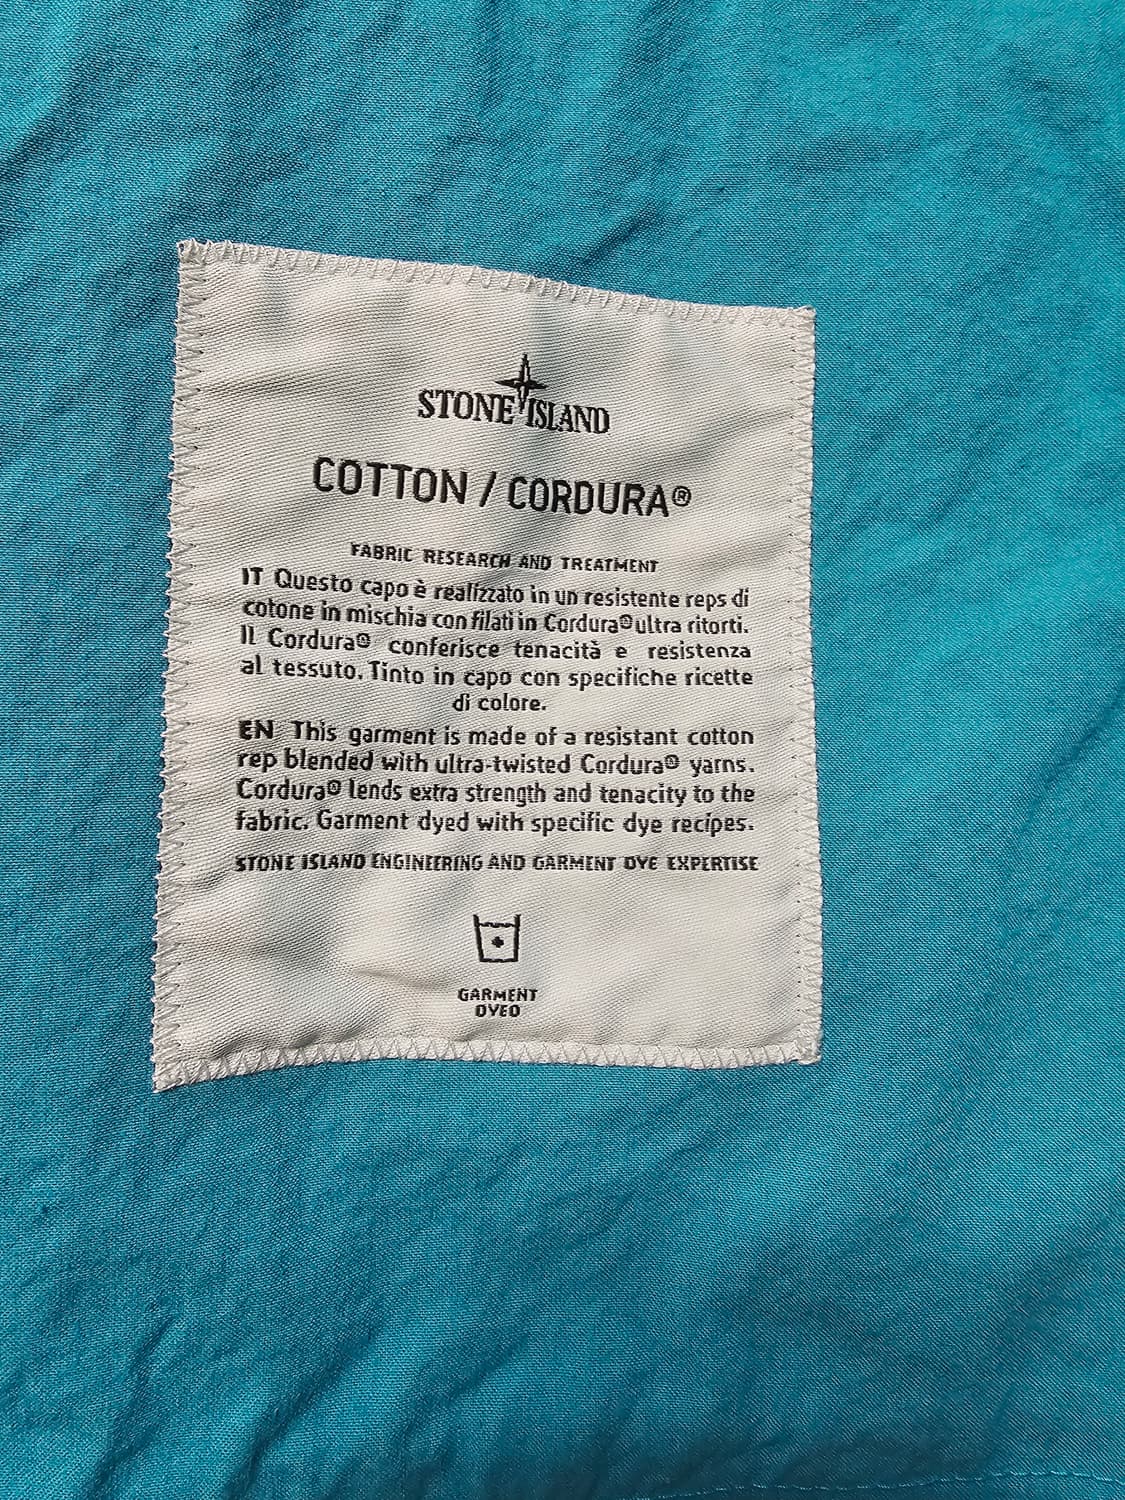 STONE ISLAND
COTTON / CORDURA®
FABRIC RESEARCH AND TREATMENT
IT Questo capo è realizzato in un resistente reps di
cotone in mischia con filati in Cordura® ultra ritorti.
Il Cordura® conferisce tenacità e resistenza
al tessuto. Tinto in capo con specifiche ricette
di colore.
EN This garment is made of a resistant cotton
rep blended with ultra-twisted Cordura® yarns.
Cordura® lends extra strength and tenacity to the
fabric. Garment dyed with specific dye recipes.
STONE ISLAND ENGINEERING AND GARMENT DYE EXPERTISE
GARMENT
DYED